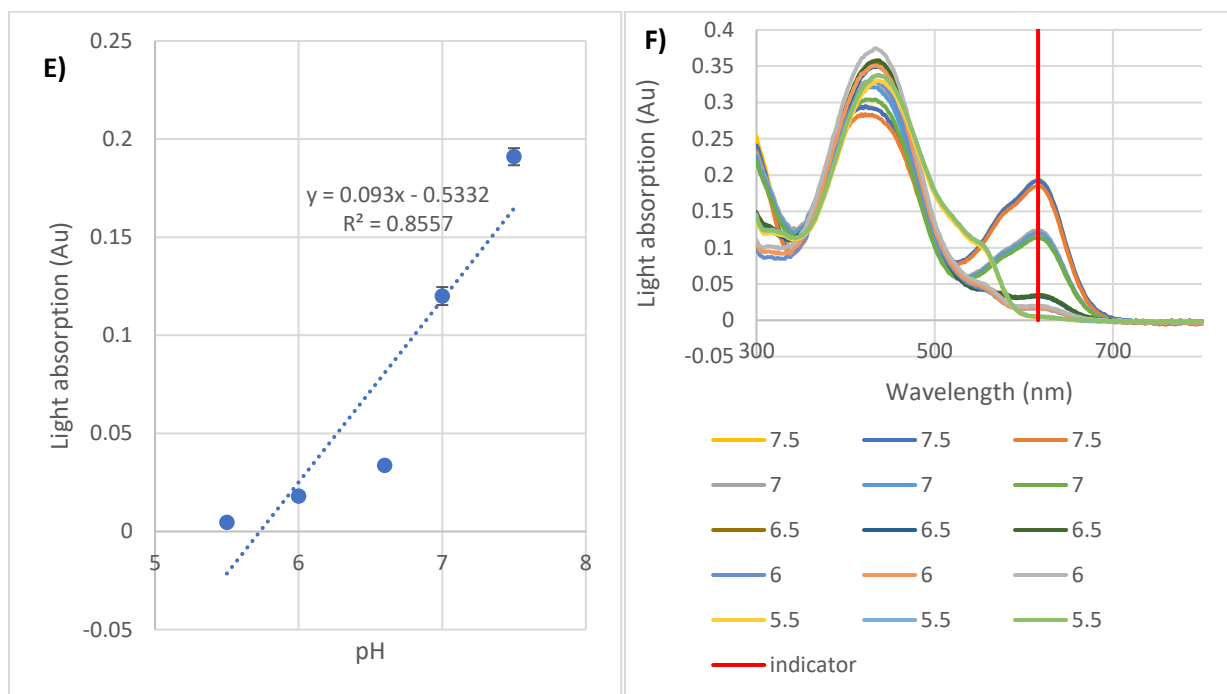 E)
0.25
0.2
0.15
0.1
0.05
0
-0.05
5
6
7
8
y = 0.093x - 0.5332
R² = 0.8557
Light absorption (Au)
pH
F)
0.4
0.35
0.3
0.25
0.2
0.15
0.1
0.05
0
-0.05
300
500
700
Light absorption (Au)
Wavelength (nm)
7.5 7.5 7.5
7 7 7
6.5 6.5 6.5
6 6 6
5.5 5.5 5.5
indicator